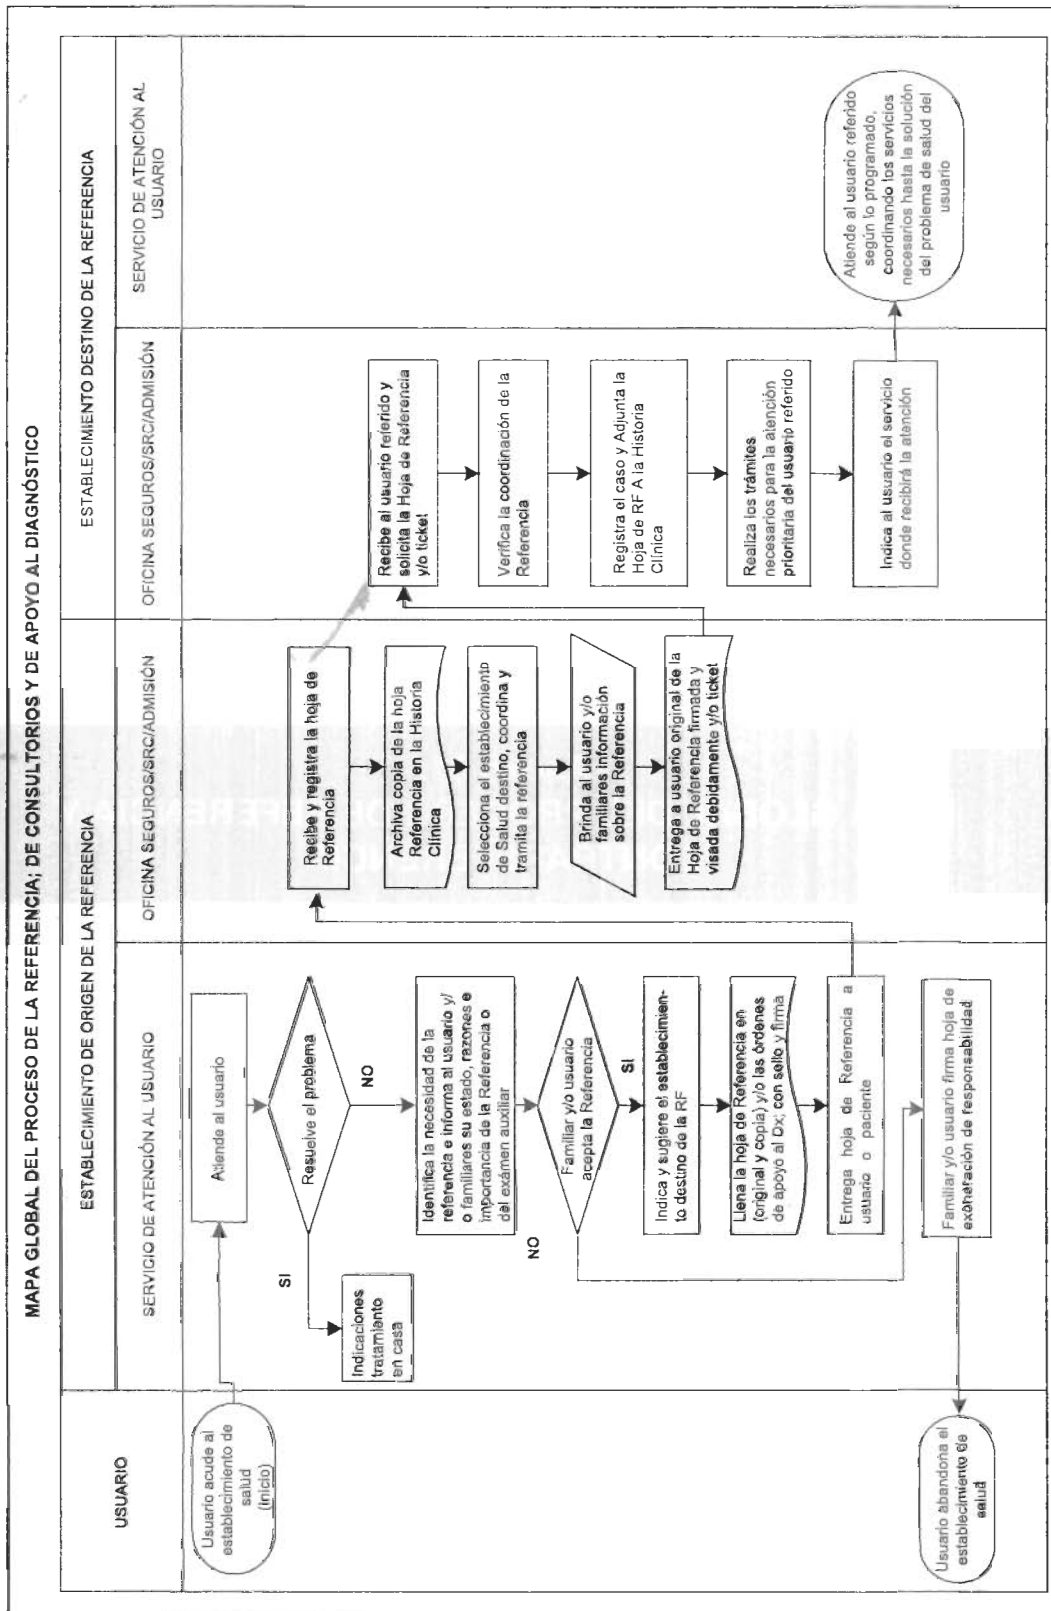 MAPA GLOBAL DEL PROCESO DE LA REFERENCIA; DE CONSULTORIOS Y DE APOYO AL DIAGNÓSTICO
USUARIO
ESTABLECIMIENTO DE ORIGEN DE LA REFERENCIA
ESTABLECIMIENTO DESTINO DE LA REFERENCIA
SERVICIO DE ATENCIÓN AL USUARIO
OFICINA SEGUROS/SRC/ADMISIÓN
OFICINA SEGUROS/SRC/ADMISIÓN
SERVICIO DE ATENCIÓN AL
USUARIO
Usuario acude al
establecimiento de
salud
(inicio)
Atiende al usuario
Resuelve el problema
SI
NO
Indicaciones
tratamiento
en casa
Identifica la necesidad de la
referencia e informa al usuario y/
o familiares su estado, razones e
importancia de la Referencia o
del exámen auxiliar
Familiar y/o usuario
acepta la Referencia
NO
SI
Indica y sugiere el establecimien-
to destino de la RF
Llena la hoja de Referencia en
(original y copia) y/o las órdenes
de apoyo al Dx; con sello y firma
Entrega hoja de Referencia a
usuario o paciente
Familiar y/o usuario firma hoja de
exoneración de responsabilidad
Usuario abandona el
establecimiento de
salud
Recibe y registra la hoja de
Referencia
Archiva copia de la hoja
Referencia en la Historia
Clínica
Selecciona el establecimiento
de Salud destino, coordina y
tramita la referencia
Brinda al usuario y/o
familiares información
sobre la Referencia
Entrega a usuario original de la
Hoja de Referencia firmada y
visada debidamente y/o ticket
Recibe al usuario referido y
solicita la Hoja de Referencia
y/o ticket
Verifica la coordinación de la
Referencia
Registra el caso y Adjunta la
Hoja de RF A la Historia
Clínica
Realiza los trámites
necesarios para la atención
prioritaria del usuario referido
Indica al usuario el servicio
donde recibirá la atención
Atiende al usuario referido
según lo programado,
coordinando los servicios
necesarios hasta la solución
del problema de salud del
usuario